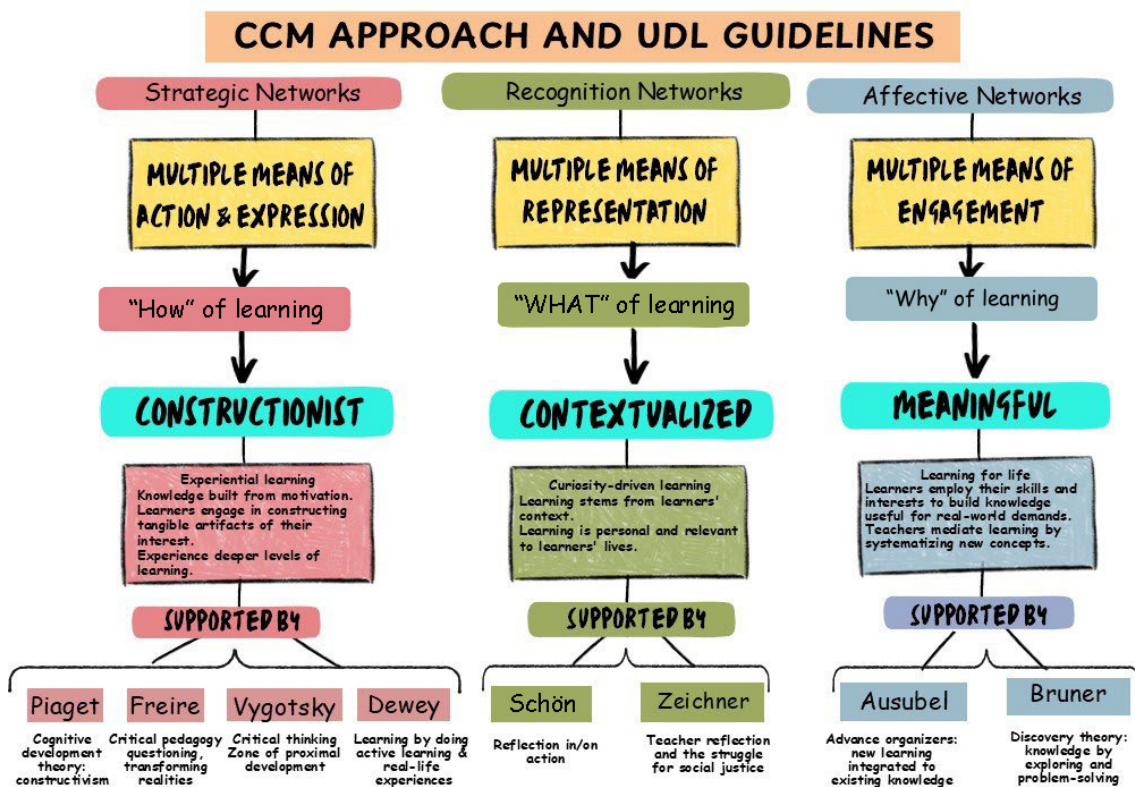 CCM APPROACH AND UDL GUIDELINES
Strategic Networks
MULTIPLE MEANS OF
ACTION & EXPRESSION
"How" of learning
CONSTRUCTIONIST
Experiential learning
Knowledge built from motivation.
Learners engage in constructing
tangible artifacts of their
interest.
Experience deeper levels of
learning.
SUPPORTED BY
Piaget
Cognitive
development
theory:
constructivism
Freire
Critical pedagogy
questioning,
transforming
realities
Vygotsky
Critical thinking
Zone of proximal
development
Dewey
Learning by doing
active learning &
real-life
experiences
Recognition Networks
MULTIPLE MEANS OF
REPRESENTATION
"WHAT" of learning
CONTEXTUALIZED
Curiosity-driven learning
Learning stems from learners'
context.
Learning is personal and relevant
to learners' lives.
SUPPORTED BY
Schön
Reflection in/on
action
Zeichner
Teacher reflection
and the struggle
for social justice
Affective Networks
MULTIPLE MEANS OF
ENGAGEMENT
"Why" of learning
MEANINGFUL
Learning for life
Learners employ their skills and
interests to build knowledge
useful for real-world demands.
Teachers mediate learning by
systematizing new concepts.
SUPPORTED BY
Ausubel
Advance organizers:
new learning
integrated to
existing knowledge
Bruner
Discovery theory:
knowledge by
exploring and
problem-solving